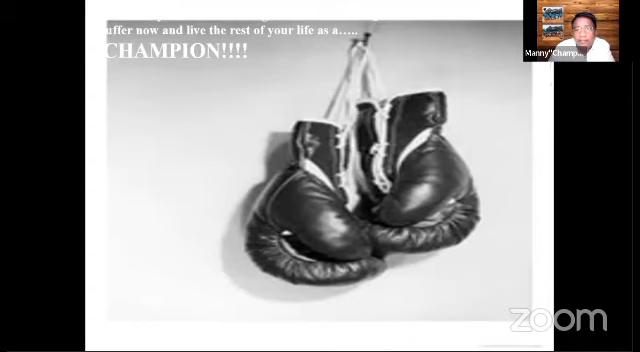 uffer now and live the rest of your life as a…..
CHAMPION!!!!
Manny"Champ...
zoom